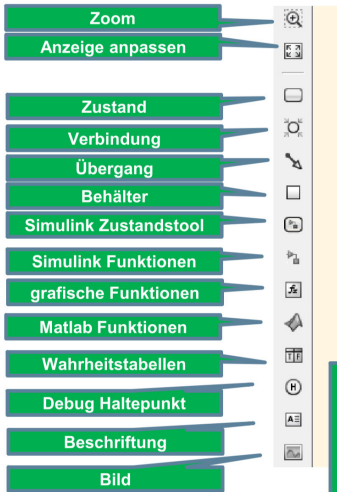 Zoom
Anzeige anpassen
Zustand
Verbindung
Übergang
Behälter
Simulink Zustandstool
Simulink Funktionen
grafische Funktionen
fx
Matlab Funktionen
Wahrheitstabellen
T F
Debug Haltepunkt
H
Beschriftung
A
Bild